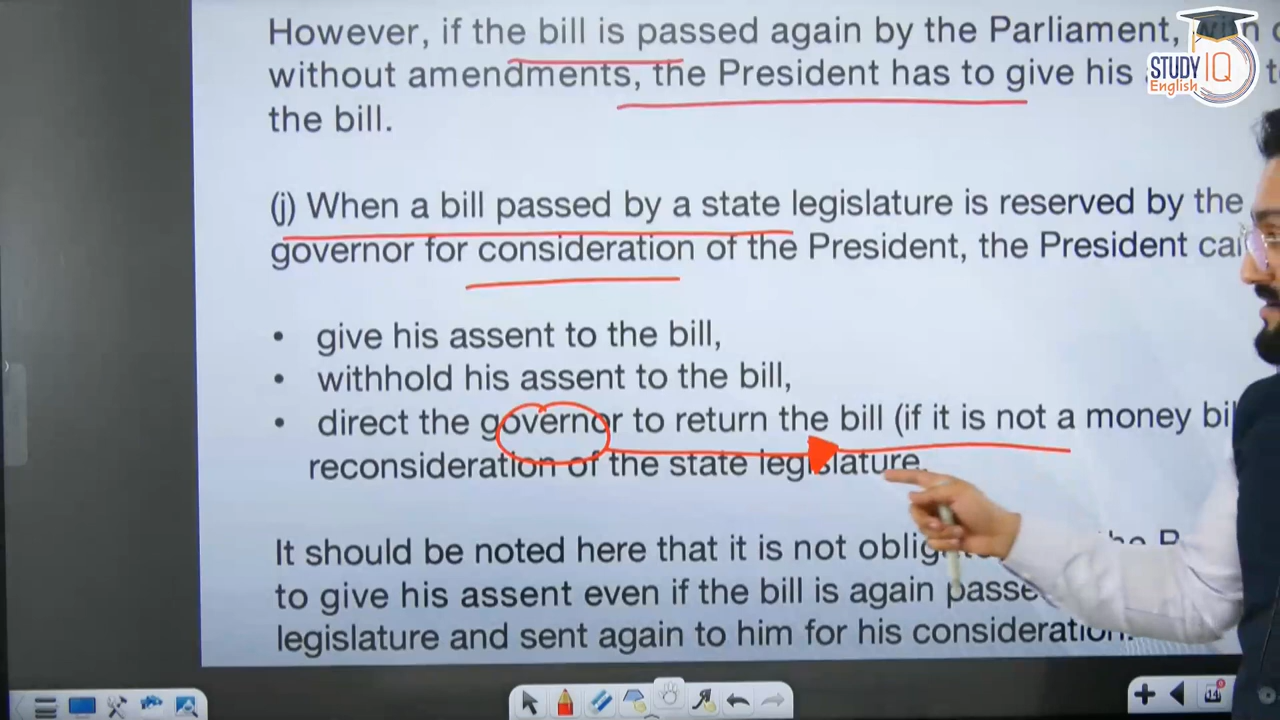 However, if the bill is passed again by the Parliament, with
without amendments, the President has to give his
the bill.
STUDY IQ
English
(j) When a bill passed by a state legislature is reserved by the
governor for consideration of the President, the President
• give his assent to the bill,
• withhold his assent to the bill,
• direct the governor to return the bill (if it is not a money
reconsideration of the state legislature.
It should be noted here that it is not
to give his assent even if the bill is again
legislature and sent again to him for his consideration.
14